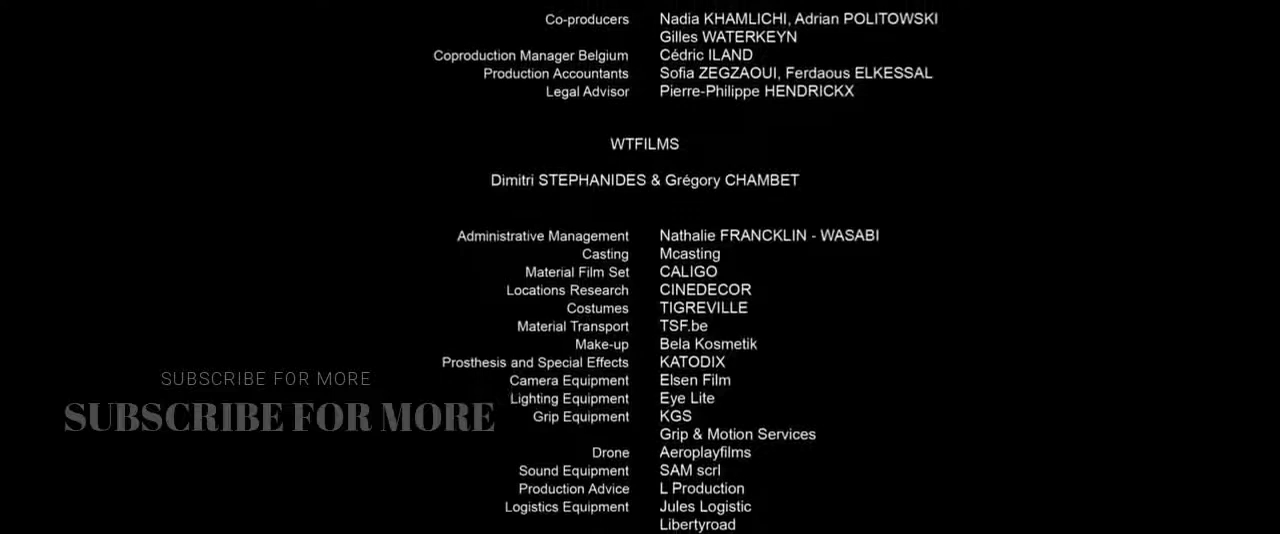 Co-producers Nadia KHAMLICHI, Adrian POLITOWSKI
Gilles WATERKEYN
Coproduction Manager Belgium Cédric ILAND
Production Accountants Sofia ZEGZAOUI, Ferdaous ELKESSAL
Legal Advisor Pierre-Philippe HENDRICKX
WTFILMS
Dimitri STEPHANIDES & Grégory CHAMBET
Administrative Management Nathalie FRANCKLIN - WASABI
Casting Mcasting
Material Film Set CALIGO
Locations Research CINEDECOR
Costumes TIGREVILLE
Material Transport TSF.be
Make-up Bela Kosmetik
Prosthesis and Special Effects KATODIX
Camera Equipment Elsen Film
Lighting Equipment Eye Lite
Grip Equipment KGS
Grip & Motion Services
Drone Aeroplayfilms
Sound Equipment SAM scrl
Production Advice L Production
Logistics Equipment Jules Logistic
Libertyroad
SUBSCRIBE FOR MORE
SUBSCRIBE FOR MORE